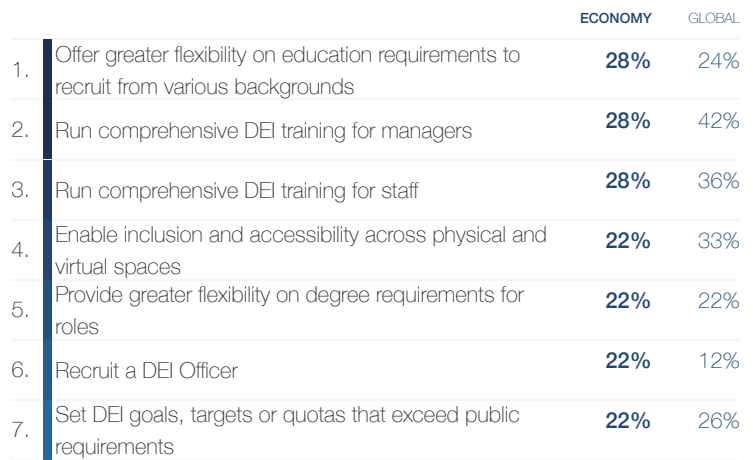 ECONOMY GLOBAL
1. Offer greater flexibility on education requirements to
recruit from various backgrounds 28% 24%
2. Run comprehensive DEI training for managers 28% 42%
3. Run comprehensive DEI training for staff 28% 36%
4. Enable inclusion and accessibility across physical and
virtual spaces 22% 33%
5. Provide greater flexibility on degree requirements for
roles 22% 22%
6. Recruit a DEI Officer 22% 12%
7. Set DEI goals, targets or quotas that exceed public
requirements 22% 26%